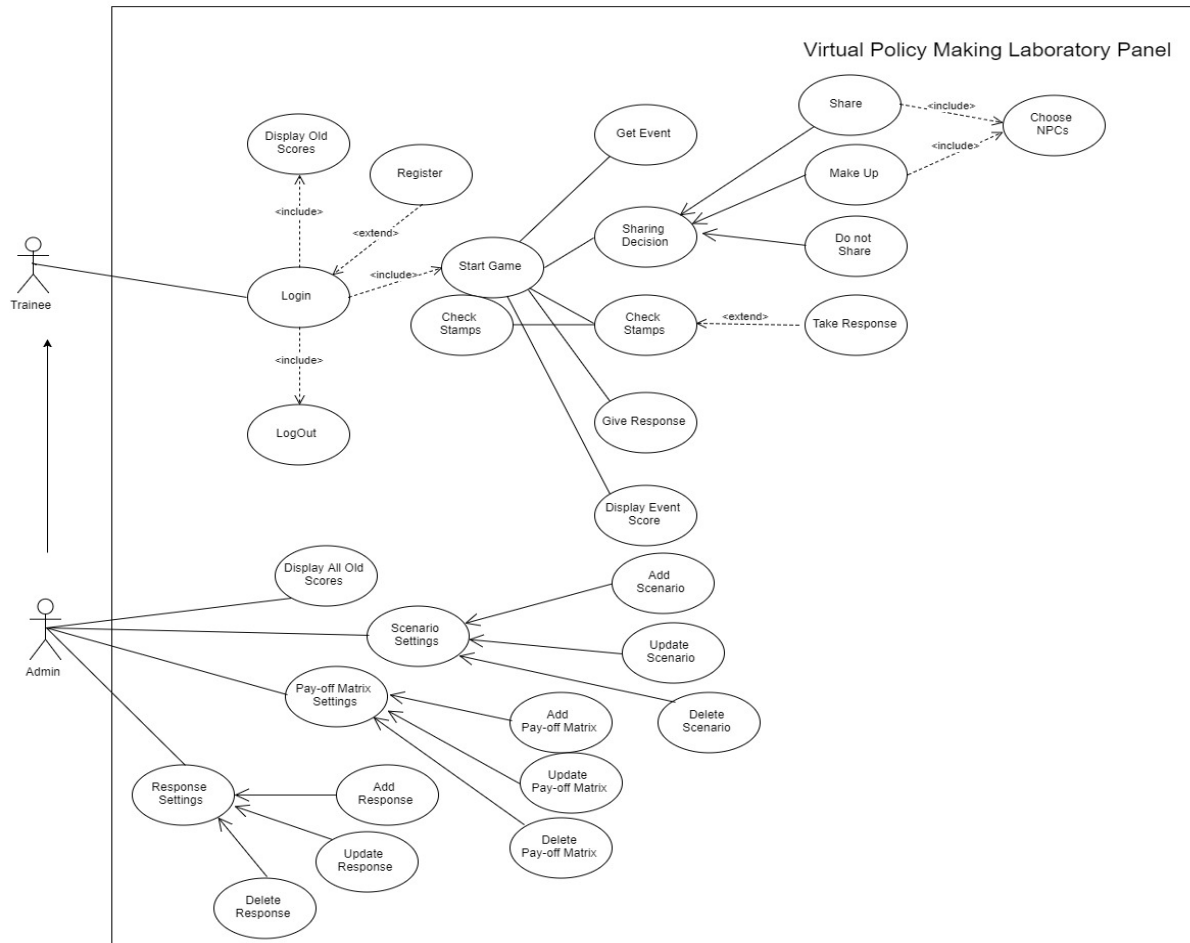 Virtual Policy Making Laboratory Panel
Share
<include>
Choose
NPCs
Display Old
Scores
Get Event
Register
Make Up
<include>
<include>
<extend>
Sharing
Decision
Do not
Share
Trainee
Login
<include>
Start Game
Check
Stamps
Check
Stamps
<extend>
Take Response
<include>
LogOut
Give Response
Display Event
Score
Display All Old
Scores
Add
Scenario
Admin
Scenario
Settings
Update
Scenario
Pay-off Matrix
Settings
Add
Pay-off Matrix
Delete
Scenario
Response
Settings
Add
Response
Update
Pay-off Matrix
Update
Response
Delete
Pay-off Matrix
Delete
Response